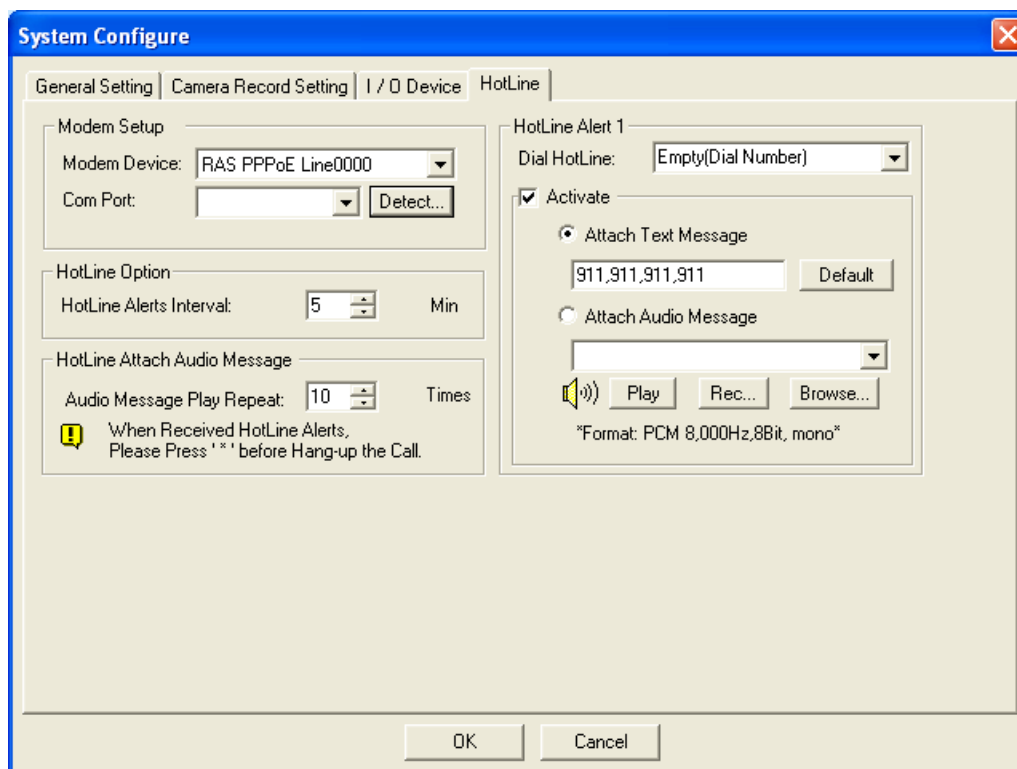 System Configure
General Setting
Camera Record Setting
I / O Device
HotLine
Modem Setup
Modem Device: RAS PPPoE Line0000
Com Port: Detect...
HotLine Option
HotLine Alerts Interval: 5 Min
HotLine Attach Audio Message
Audio Message Play Repeat: 10 Times
When Received HotLine Alerts,
Please Press ' * ' before Hang-up the Call.
HotLine Alert 1
Dial HotLine: Empty(Dial Number)
Activate
Attach Text Message
911,911,911,911 Default
Attach Audio Message
Play Rec... Browse...
*Format: PCM 8,000Hz,8Bit, mono*
OK Cancel